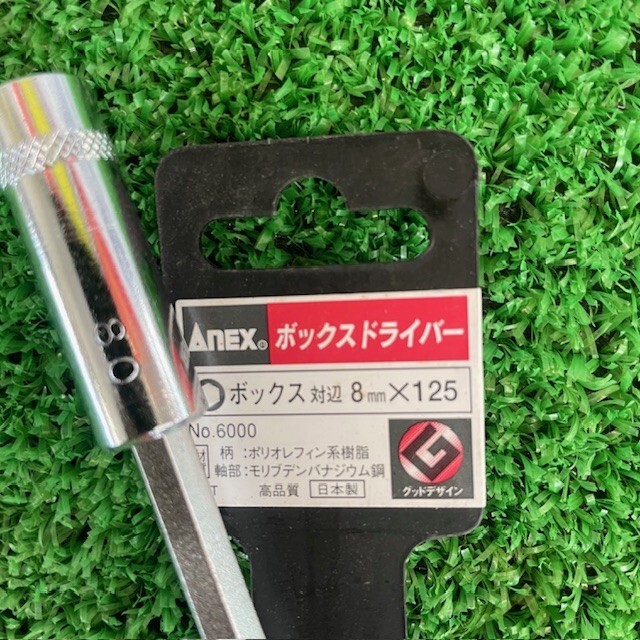 ANEX® ボックスドライバー
ボックス 対辺 8mm×125
No.6000
柄:ポリオレフィン系樹脂
軸部:モリブデンバナジウム鋼
高品質 日本製
G
グッドデザイン
8.0